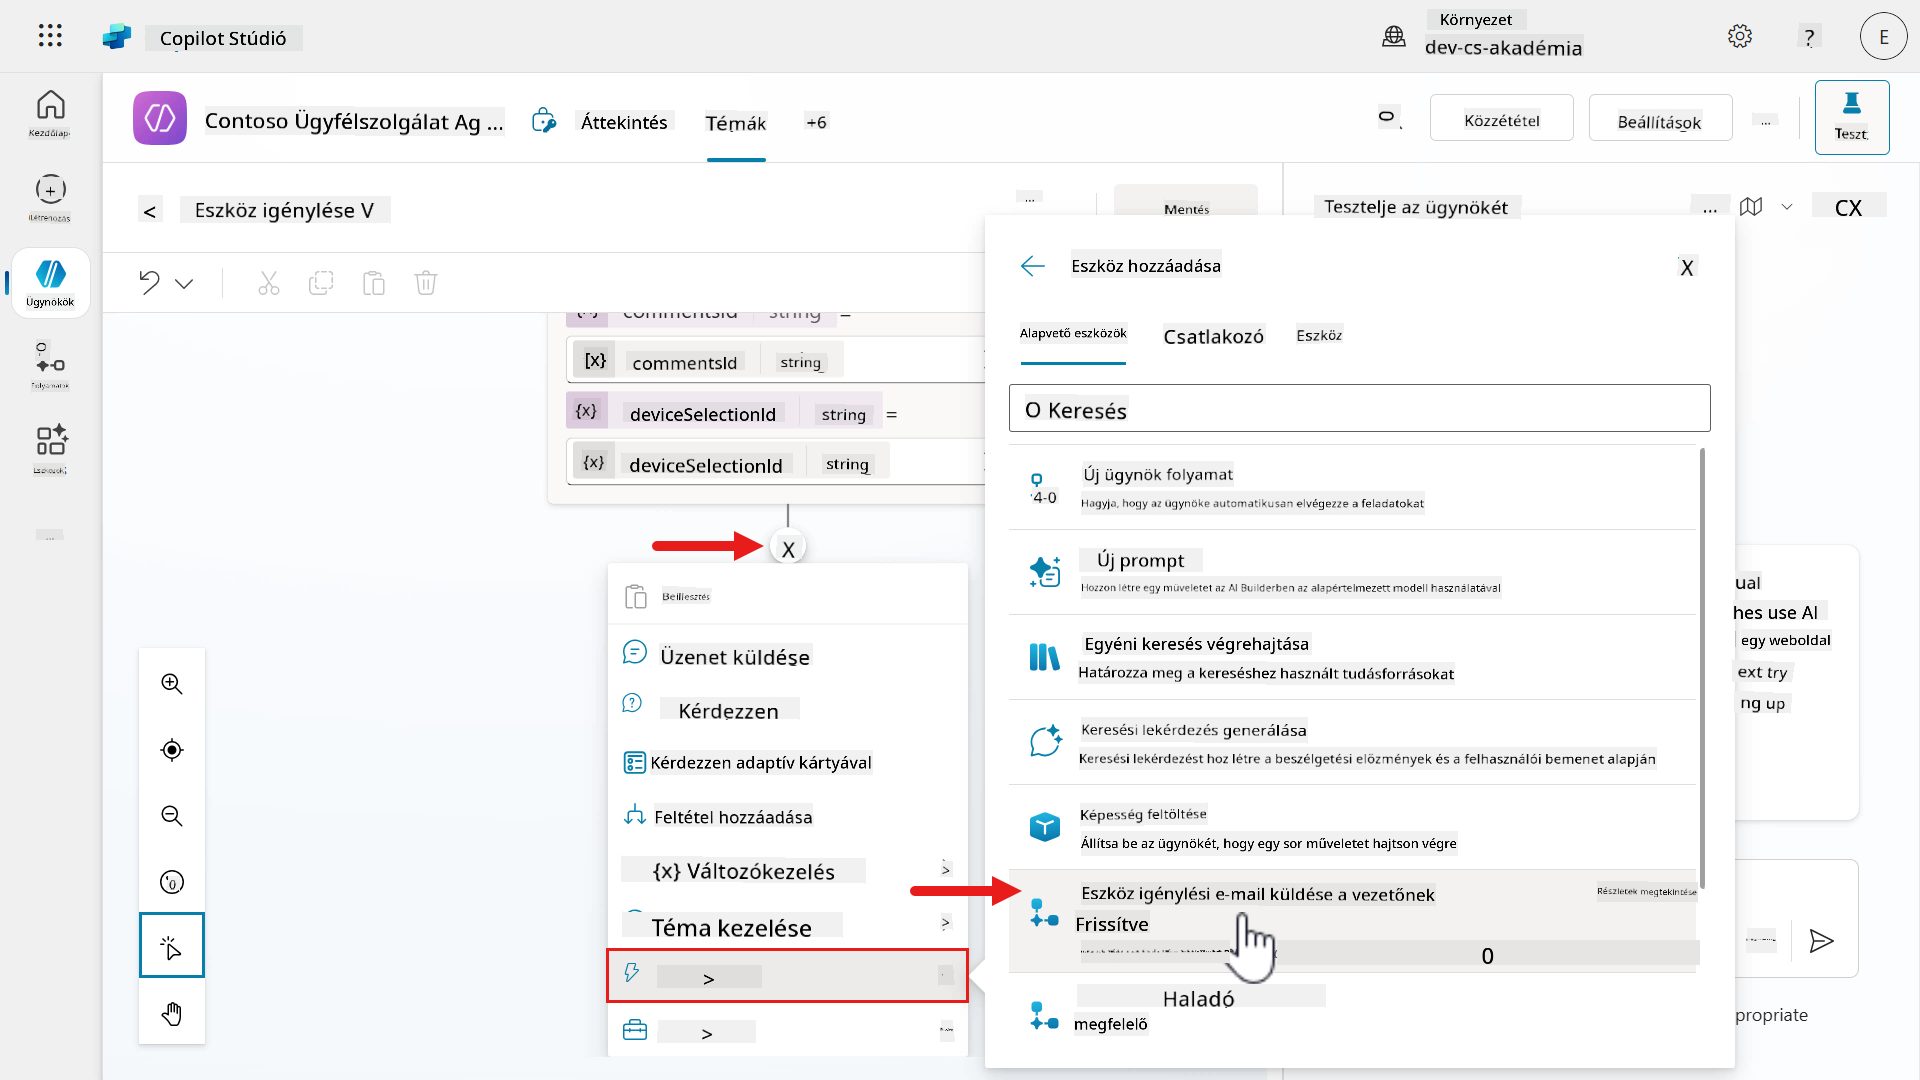 Copilot Stúdió
Környezet
dev-cs-akadémia
?
E
Kezdőlap
Contoso Ügyfélszolgálat Ag ...
Áttekintés
Témák
+6
Közzététel
Beállítások
...
Teszt
< Eszköz igénylése V
...
Mentés
Tesztelje az ügynökét
...
CX
Ügynökök
Folyamatok
Eszközök
...
commentsId string =
[x] commentsId string
{x} deviceSelectionId string =
{x} deviceSelectionId string
X
Beillesztés
Üzenet küldése
Kérdezzen
Kérdezzen adaptív kártyával
Feltétel hozzáadása
{x} Változókezelés >
Téma kezelése >
>
>
Eszköz hozzáadása
X
Alapvető eszközök
Csatlakozó
Eszköz
O Keresés
Új ügynök folyamat
Hagyja, hogy az ügynöke automatikusan elvégezze a feladatokat
Új prompt
Hozzon létre egy műveletet az AI Builderben az alapértelmezett modell használatával
Egyéni keresés végrehajtása
Határozza meg a kereséshez használt tudásforrásokat
Keresési lekérdezés generálása
Keresési lekérdezést hoz létre a beszélgetési előzmények és a felhasználói bemenet alapján
Képesség feltöltése
Állítsa be az ügynökét, hogy egy sor műveletet hajtson végre
Eszköz igénylési e-mail küldése a vezetőnek
Részletek megtekintése
Frissítve
0
Haladó
megfelelő
ual
hes use AI
egy weboldal
ext try
ng up
propriate